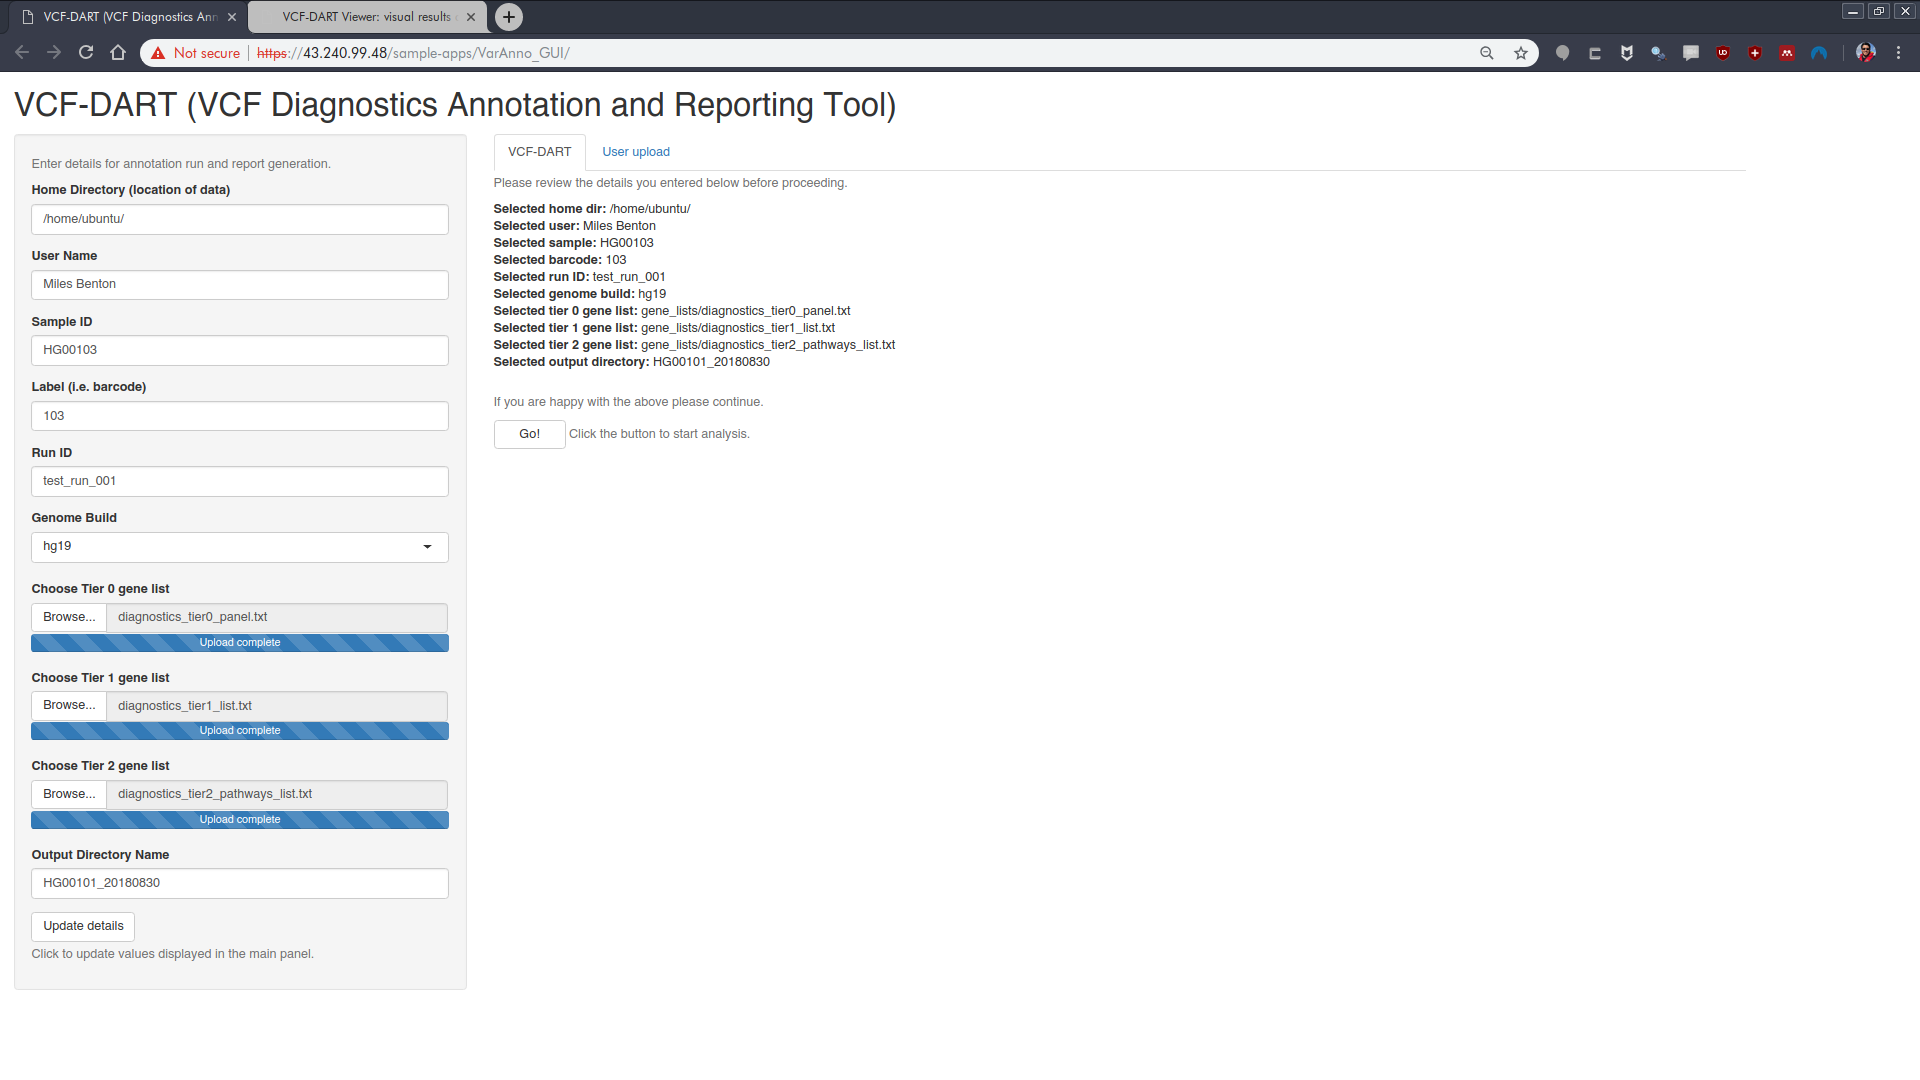 VCF-DART (VCF Diagnostics Ann
VCF-DART Viewer: visual results
Not secure
https://43.240.99.48/sample-apps/VarAnno_GUI/
VCF-DART (VCF Diagnostics Annotation and Reporting Tool)
Enter details for annotation run and report generation.
Home Directory (location of data)
/home/ubuntu/
User Name
Miles Benton
Sample ID
HG00103
Label (i.e. barcode)
103
Run ID
test_run_001
Genome Build
hg19
Choose Tier 0 gene list
Browse... diagnostics_tier0_panel.txt
Upload complete
Choose Tier 1 gene list
Browse... diagnostics_tier1_list.txt
Upload complete
Choose Tier 2 gene list
Browse... diagnostics_tier2_pathways_list.txt
Upload complete
Output Directory Name
HG00101_20180830
Update details
Click to update values displayed in the main panel.
VCF-DART User upload
Please review the details you entered below before proceeding.
Selected home dir: /home/ubuntu/
Selected user: Miles Benton
Selected sample: HG00103
Selected barcode: 103
Selected run ID: test_run_001
Selected genome build: hg19
Selected tier 0 gene list: gene_lists/diagnostics_tier0_panel.txt
Selected tier 1 gene list: gene_lists/diagnostics_tier1_list.txt
Selected tier 2 gene list: gene_lists/diagnostics_tier2_pathways_list.txt
Selected output directory: HG00101_20180830
If you are happy with the above please continue.
Go! Click the button to start analysis.